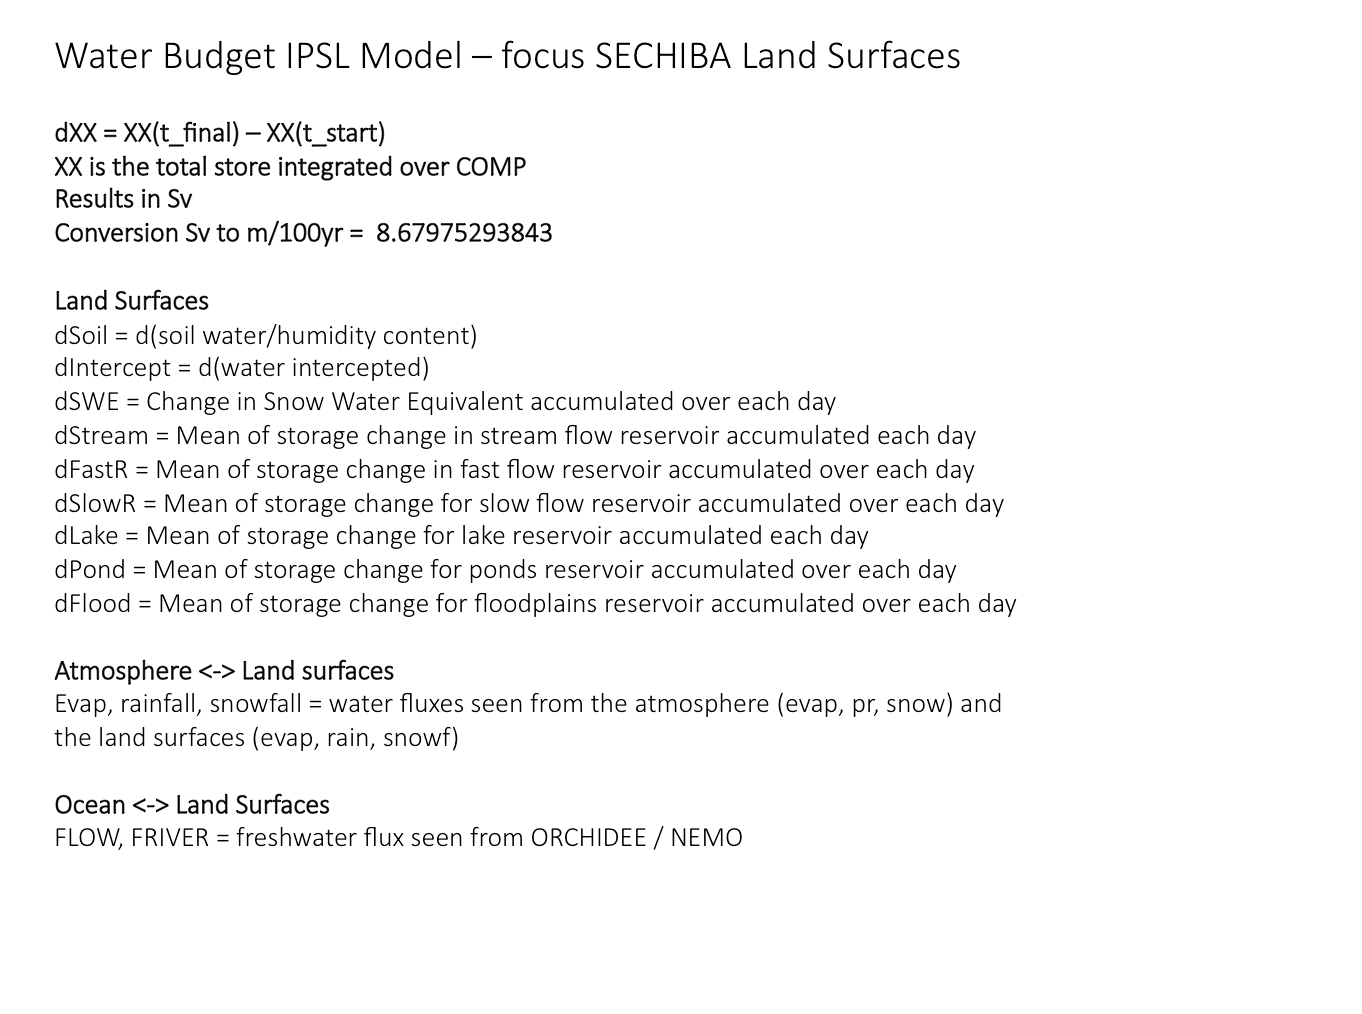 Water Budget IPSL Model – focus SECHIBA Land Surfaces
dXX = XX(t_final) – XX(t_start)
XX is the total store integrated over COMP
Results in Sv
Conversion Sv to m/100yr =  8.67975293843
Land Surfaces
dSoil = d(soil water/humidity content)
dIntercept = d(water intercepted)
dSWE = Change in Snow Water Equivalent accumulated over each day
dStream = Mean of storage change in stream flow reservoir accumulated each day
dFastR = Mean of storage change in fast flow reservoir accumulated over each day
dSlowR = Mean of storage change for slow flow reservoir accumulated over each day
dLake = Mean of storage change for lake reservoir accumulated each day
dPond = Mean of storage change for ponds reservoir accumulated over each day
dFlood = Mean of storage change for floodplains reservoir accumulated over each day
Atmosphere <-> Land surfaces
Evap, rainfall, snowfall = water fluxes seen from the atmosphere (evap, pr, snow) and
the land surfaces (evap, rain, snowf)
Ocean <-> Land Surfaces
FLOW, FRIVER = freshwater flux seen from ORCHIDEE / NEMO